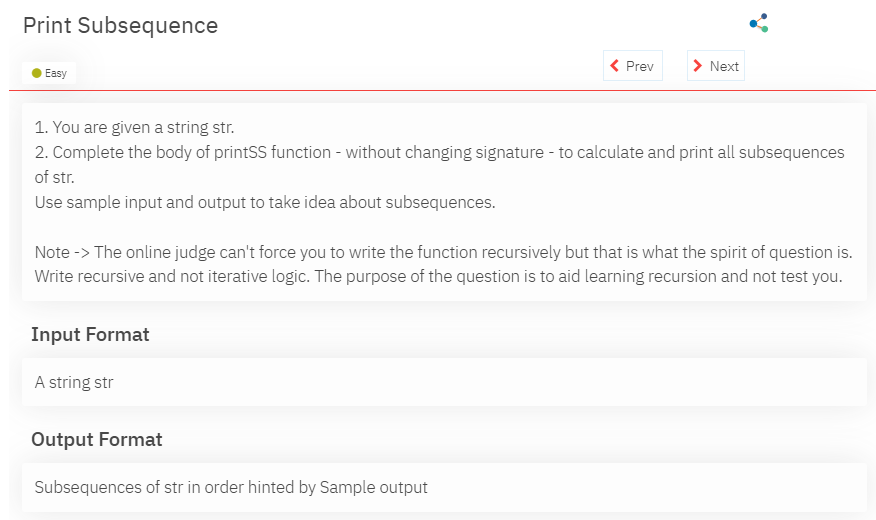 Print Subsequence
Easy
Prev
Next
1. You are given a string str.
2. Complete the body of printSS function - without changing signature - to calculate and print all subsequences
of str.
Use sample input and output to take idea about subsequences.
Note -> The online judge can't force you to write the function recursively but that is what the spirit of question is.
Write recursive and not iterative logic. The purpose of the question is to aid learning recursion and not test you.
Input Format
A string str
Output Format
Subsequences of str in order hinted by Sample output